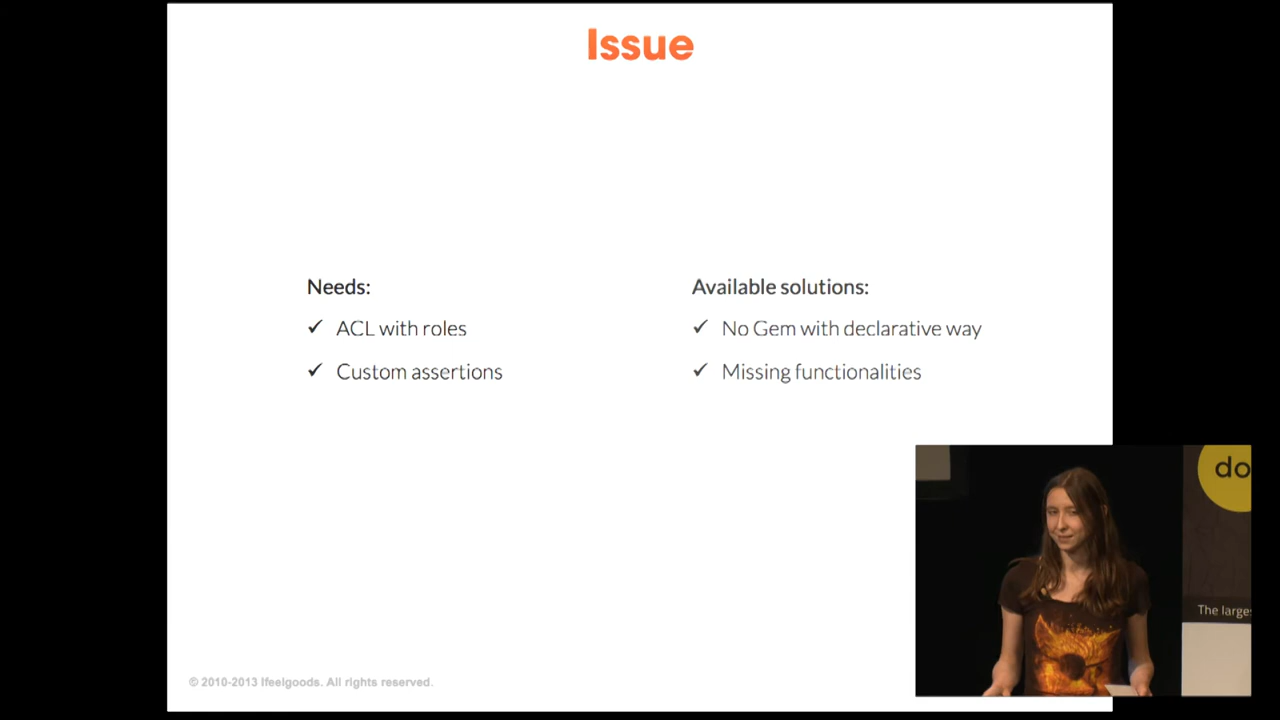 Issue
Needs:
✓ ACL with roles
✓ Custom assertions
Available solutions:
✓ No Gem with declarative way
✓ Missing functionalities
do
The large
© 2010-2013 Ifeelgoods. All rights reserved.